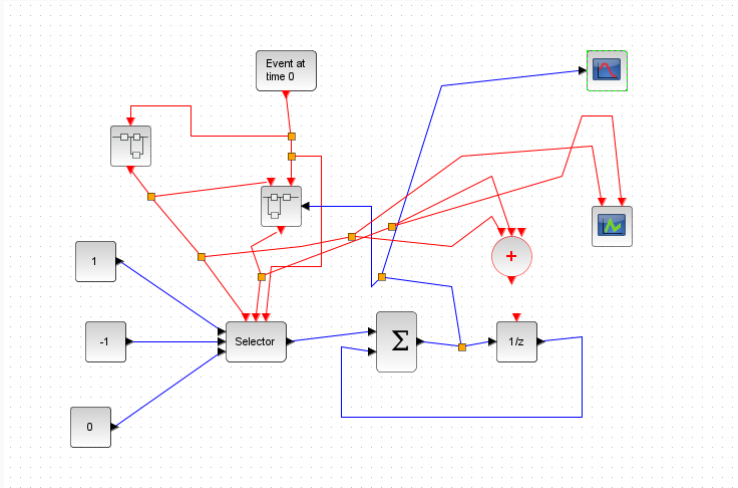 Event at
time 0
1
+
-1
Selector
Σ
1/z
0